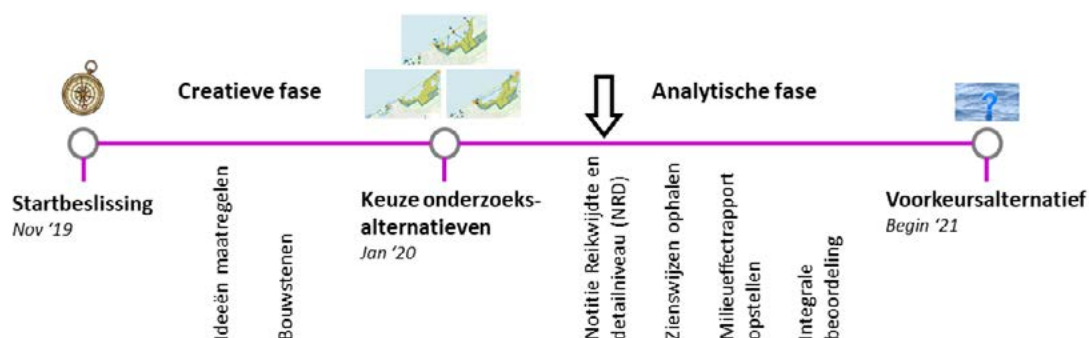 Creatieve fase
Analytische fase
?
Startbeslissing
Nov ‘19
Ideeën maatregelen
Bouwstenen
Keuze onderzoeks-
alternatieven
Jan ‘20
Notitie Reikwijdte en
detailniveau (NRD)
Zienswijzen ophalen
Milieueffectrapport
opstellen
Integrale
beoordeling
Voorkeursalternatief
Begin ‘21